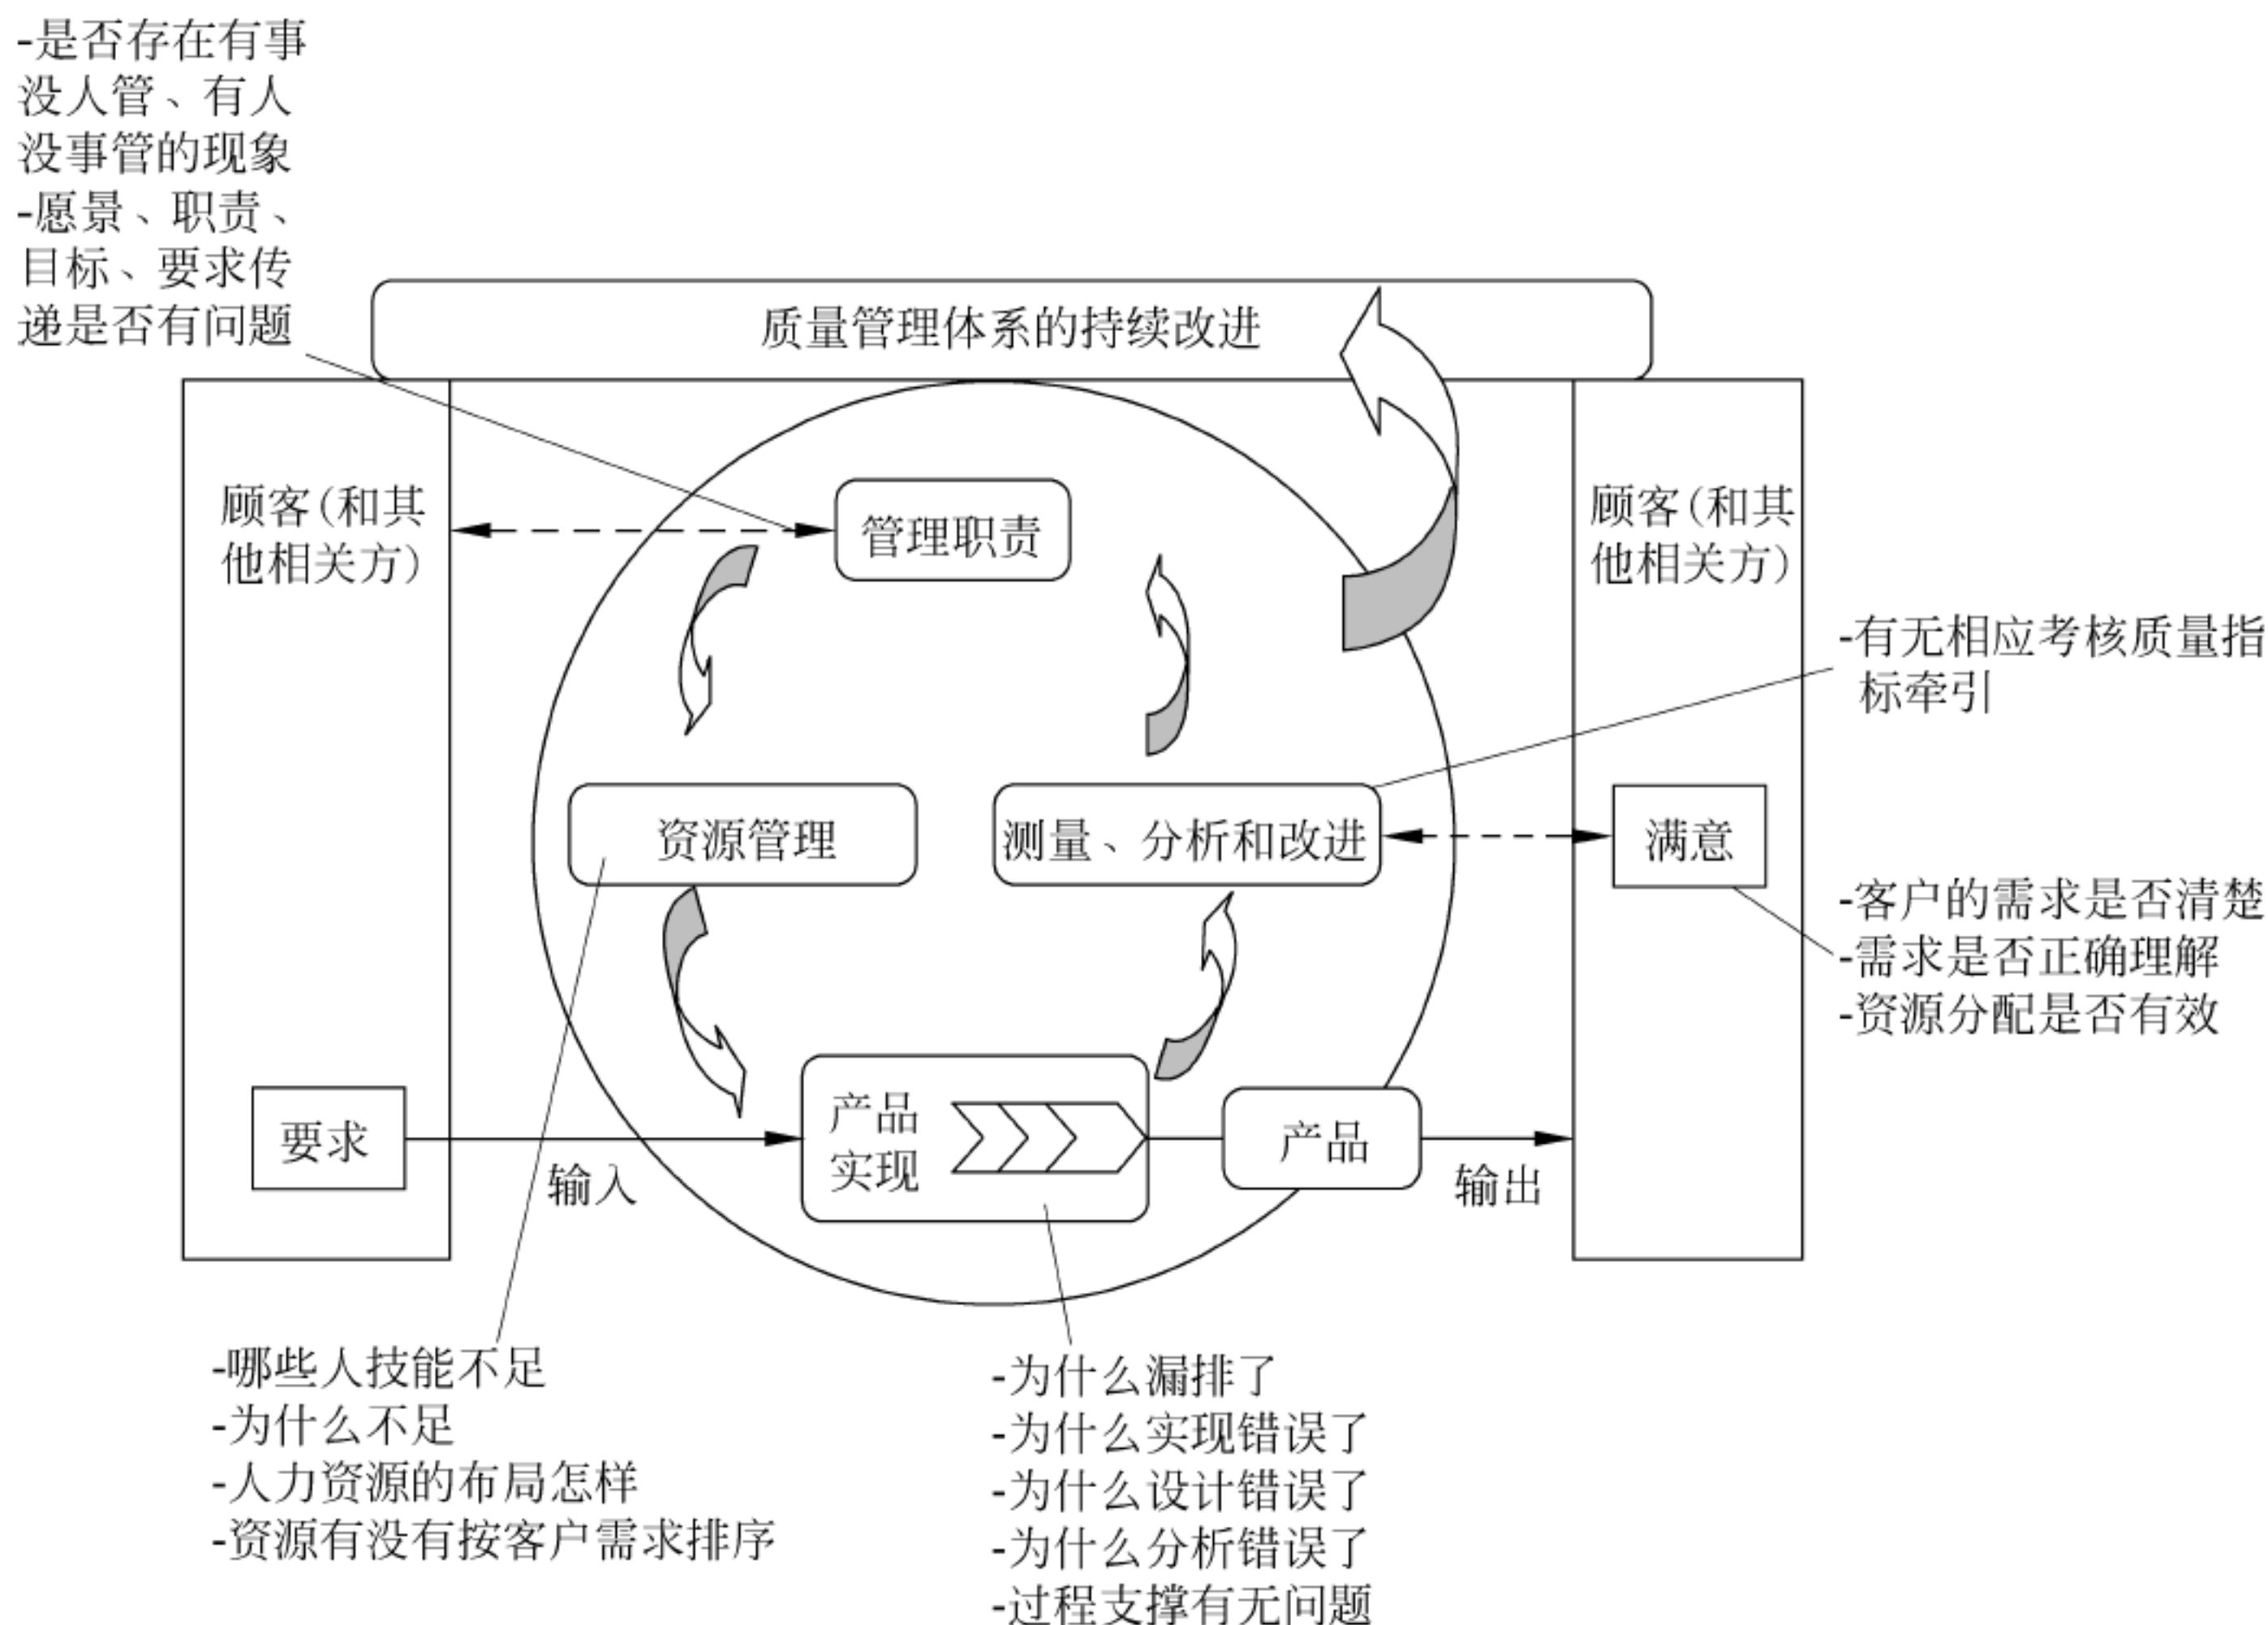 -是否存在有事
没人管、有人
没事管的现象
-愿景、职责、
目标、要求传
递是否有问题
质量管理体系的持续改进
顾客(和其
他相关方)
管理职责
顾客(和其
他相关方)
-有无相应考核质量指
标牵引
资源管理
测量、分析和改进
满意
-客户的需求是否清楚
-需求是否正确理解
-资源分配是否有效
要求
输入
产品
实现
产品
输出
-哪些人技能不足
-为什么不足
-人力资源的布局怎样
-资源有没有按客户需求排序
-为什么漏排了
-为什么实现错误了
-为什么设计错误了
-为什么分析错误了
-过程支撑有无问题